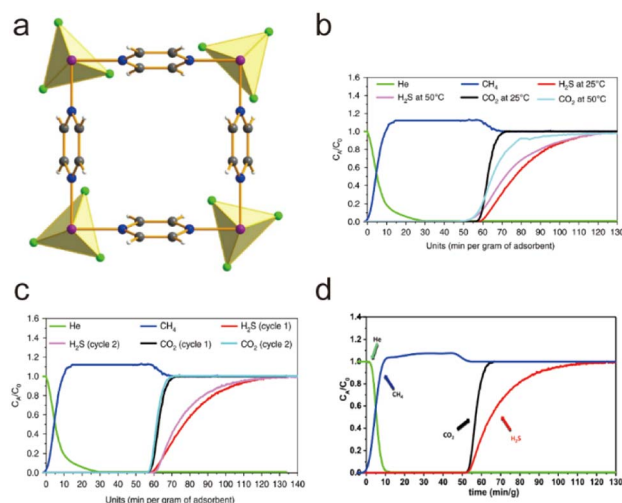 a
b
He CH₄ H₂S at 25°C
H₂S at 50°C CO₂ at 25°C CO₂ at 50°C
Cₐ/C₀
1.6
1.4
1.2
1.0
0.8
0.6
0.4
0.2
0.0
0 10 20 30 40 50 60 70 80 90 100 110 120 130
Units (min per gram of adsorbent)
c
He CH₄ H₂S (cycle 1)
H₂S (cycle 2) CO₂ (cycle 1) CO₂ (cycle 2)
Cₐ/C₀
1.6
1.4
1.2
1.0
0.8
0.6
0.4
0.2
0.0
0 10 20 30 40 50 60 70 80 90 100 110 120 130 140
Units (min per gram of adsorbent)
d
Cₐ/C₀
1.4
1.2
1.0
0.8
0.6
0.4
0.2
0.0
He
CH₄
CO₂
H₂S
0 10 20 30 40 50 60 70 80 90 100 110 120 130
time (min/g)